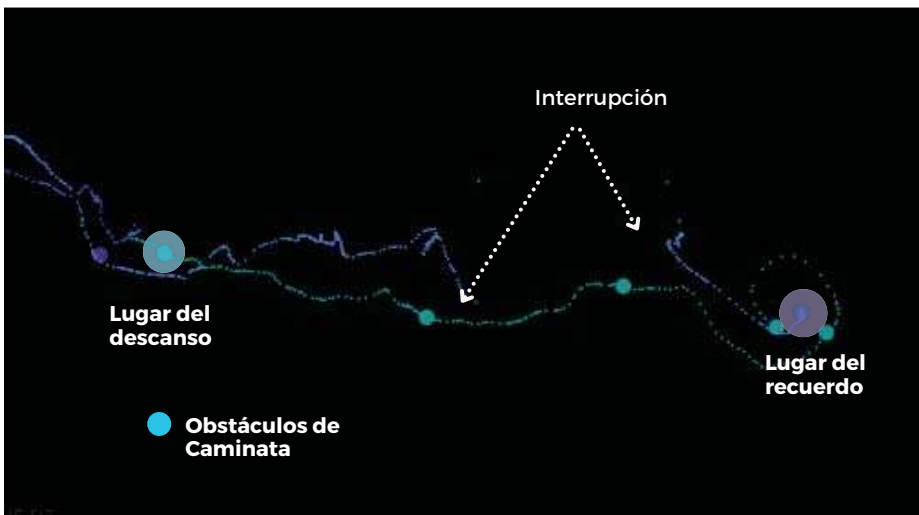 Interrupción
Lugar del
descanso
Lugar del
recuerdo
Obstáculos de
Caminata